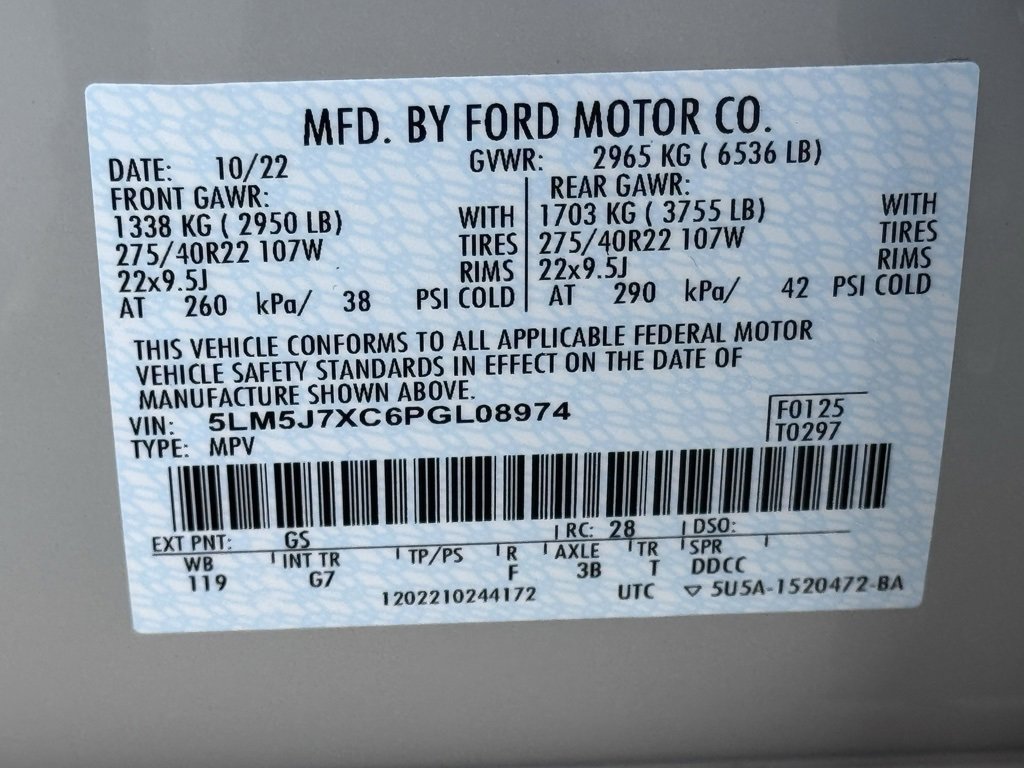 MFD. BY FORD MOTOR CO.
DATE: 10/22 GVWR: 2965 KG ( 6536 LB)
FRONT GAWR: REAR GAWR:
1338 KG ( 2950 LB) WITH 1703 KG ( 3755 LB) WITH
275/40R22 107W TIRES 275/40R22 107W TIRES
22x9.5J RIMS 22x9.5J RIMS
AT 260 kPa/ 38 PSI COLD AT 290 kPa/ 42 PSI COLD
THIS VEHICLE CONFORMS TO ALL APPLICABLE FEDERAL MOTOR
VEHICLE SAFETY STANDARDS IN EFFECT ON THE DATE OF
MANUFACTURE SHOWN ABOVE.
VIN: 5LM5J7XC6PGL08974 F0125
TYPE: MPV T0297
EXT PNT: GS RC: 28 DSO:
WB INT TR TP/PS R AXLE TR SPR
119 G7 F 3B T DDCC
1202210244172 UTC ▽ 5U5A-1520472-BA